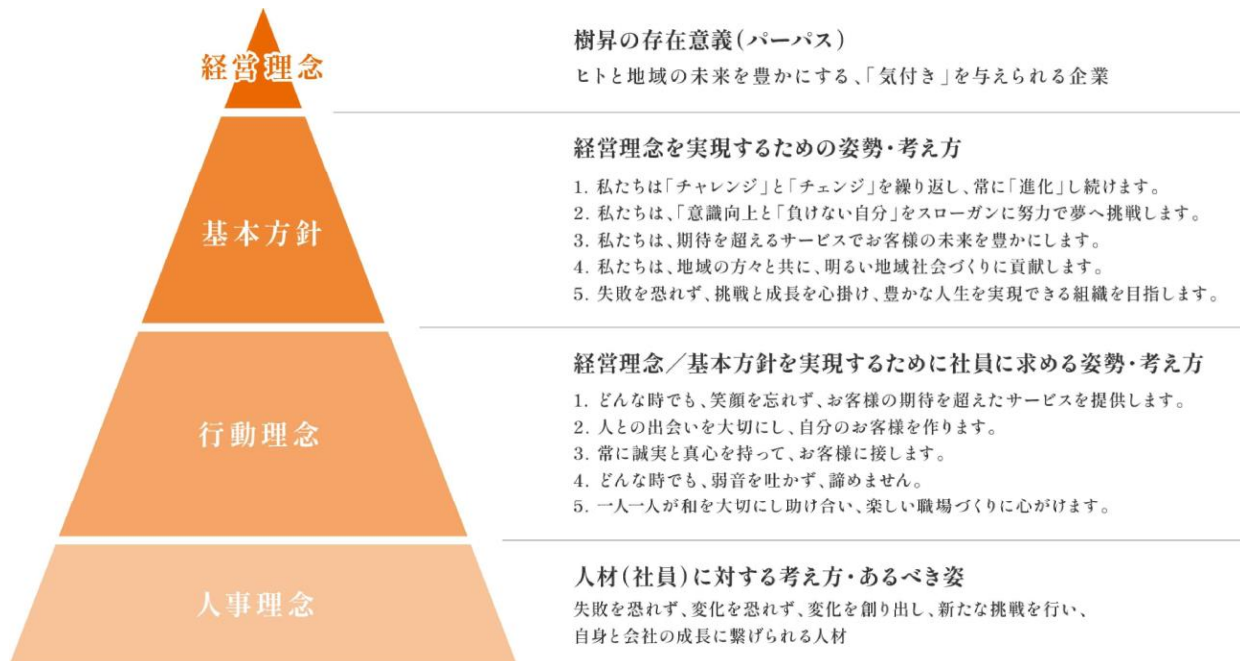 経営理念
樹昇の存在意義(パーパス)
ヒトと地域の未来を豊かにする、「気付き」を与えられる企業
基本方針
経営理念を実現するための姿勢・考え方
1. 私たちは「チャレンジ」と「チェンジ」を繰り返し、常に「進化」し続けます。
2. 私たちは、「意識向上と「負けない自分」をスローガンに努力で夢へ挑戦します。
3. 私たちは、期待を超えるサービスでお客様の未来を豊かにします。
4. 私たちは、地域の方々と共に、明るい地域社会づくりに貢献します。
5. 失敗を恐れず、挑戦と成長を心掛け、豊かな人生を実現できる組織を目指します。
行動理念
経営理念/基本方針を実現するために社員に求める姿勢・考え方
1. どんな時でも、笑顔を忘れず、お客様の期待を超えたサービスを提供します。
2. 人との出会いを大切にし、自分のお客様を作ります。
3. 常に誠実と真心を持って、お客様に接します。
4. どんな時でも、弱音を吐かず、諦めません。
5. 一人一人が和を大切にし助け合い、楽しい職場づくりに心がけます。
人事理念
人材(社員)に対する考え方・あるべき姿
失敗を恐れず、変化を恐れず、変化を創り出し、新たな挑戦を行い、
自身と会社の成長に繋げられる人材